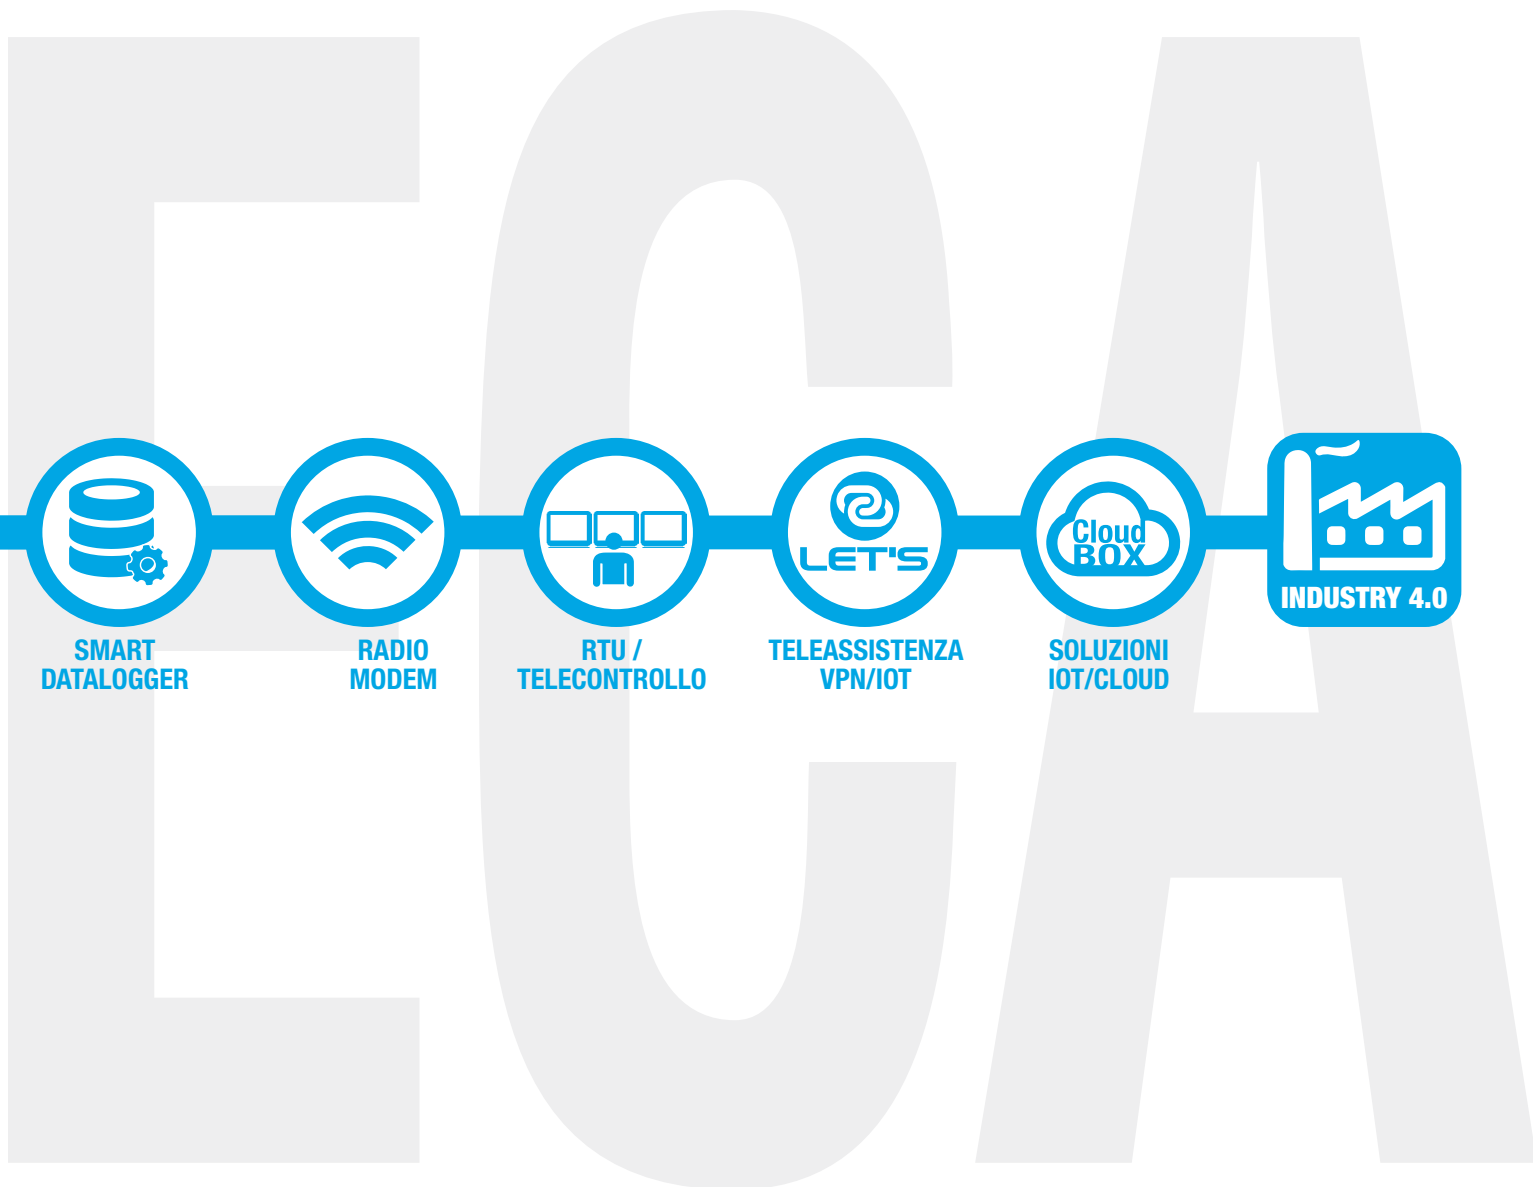 ECA
LET'S
Cloud
BOX
INDUSTRY 4.0
SMART
DATALOGGER
RADIO
MODEM
RTU /
TELECONTROLLO
TELEASSISTENZA
VPN/IOT
SOLUZIONI
IOT/CLOUD